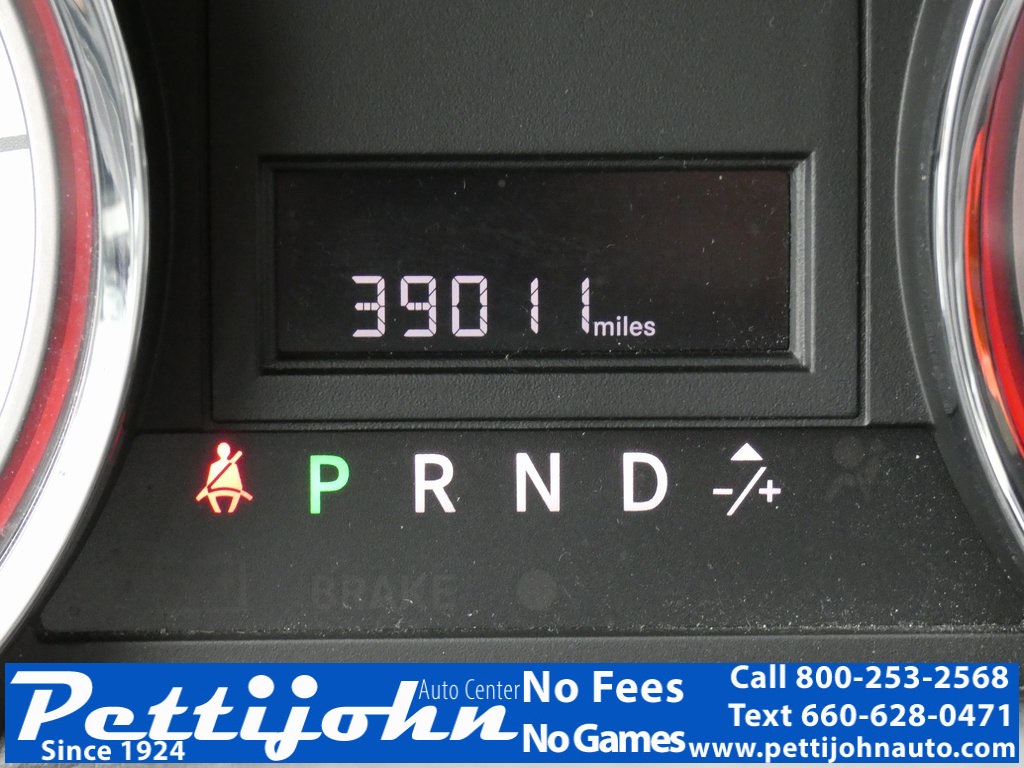 39011 miles
P R N D -/+
BRAKE
Pettijohn Auto Center
Since 1924
No Fees
No Games
Call 800-253-2568
Text 660-628-0471
www.pettijohnauto.com